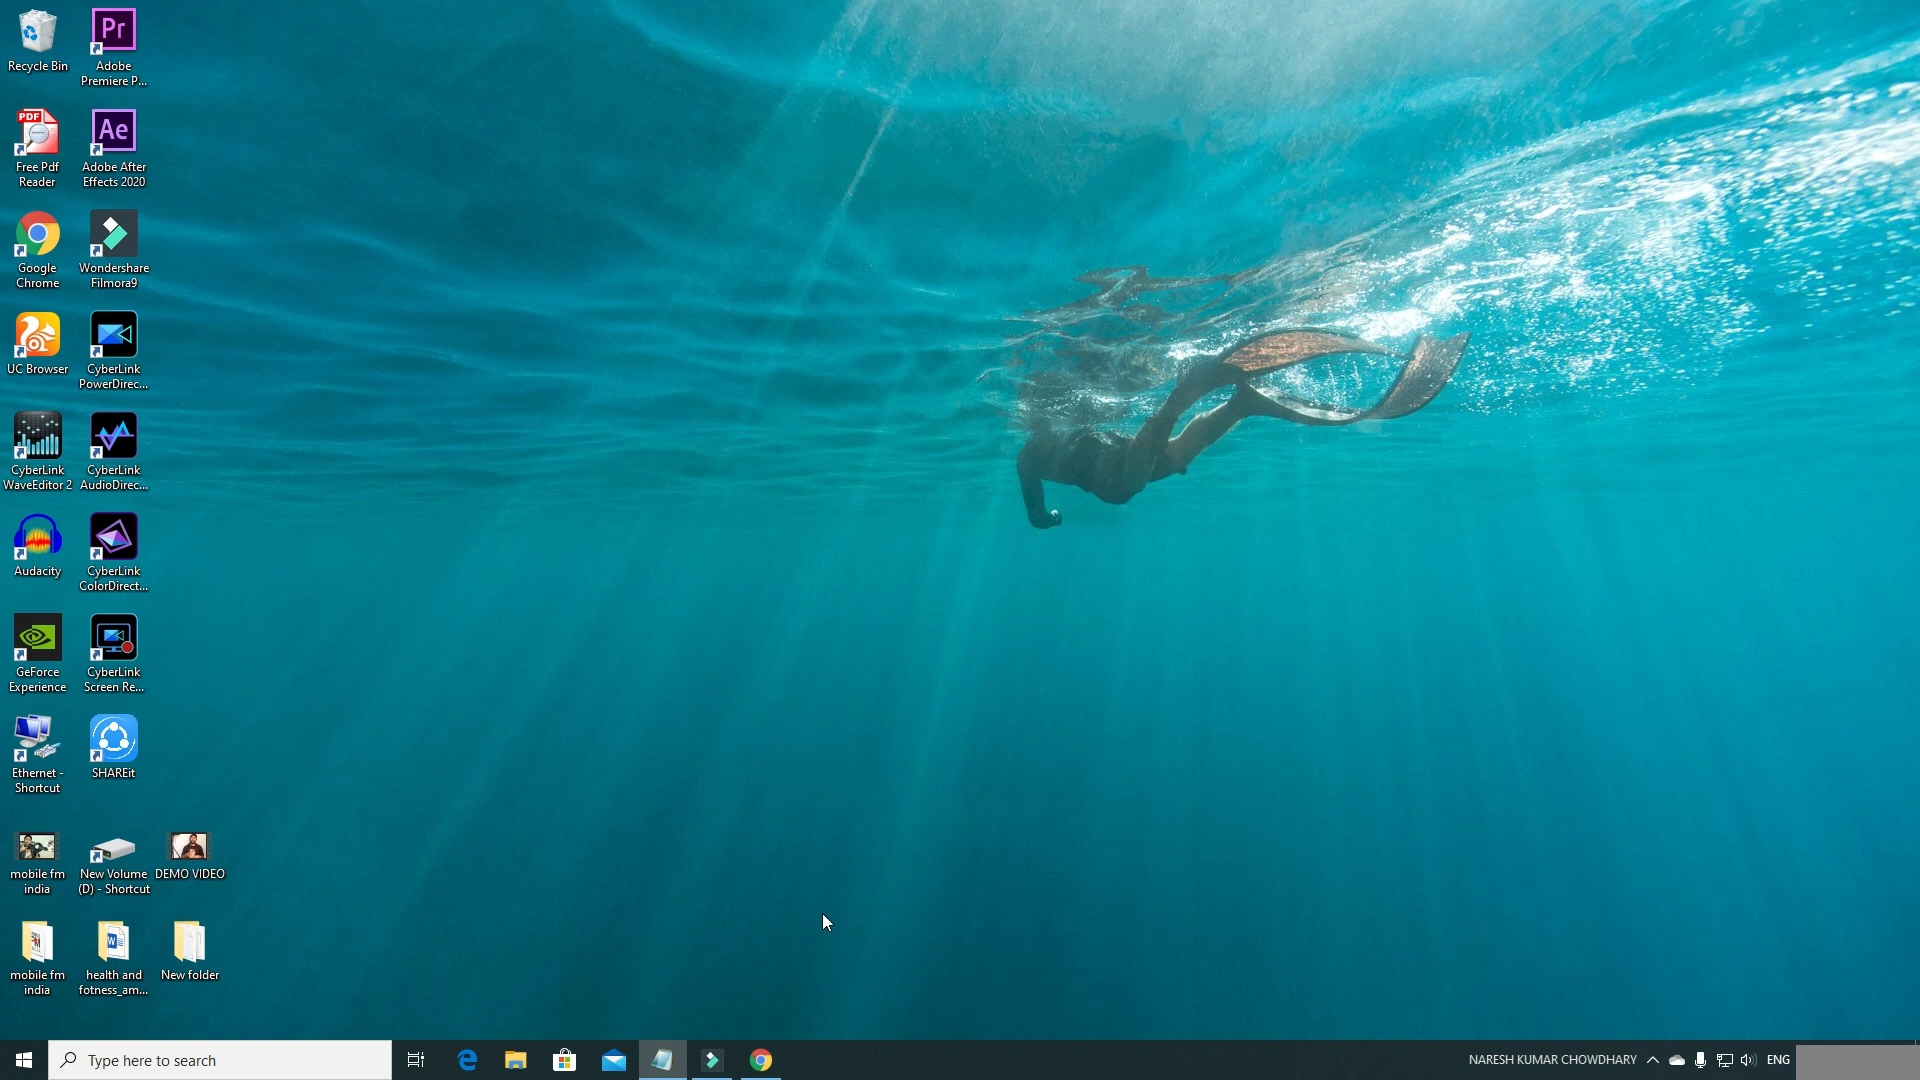 Recycle Bin
Pr
Adobe
Premiere P...
PDF
Free Pdf
Reader
Ae
Adobe After
Effects 2020
Google
Chrome
Wondershare
Filmora9
UC Browser
CyberLink
PowerDirec...
CyberLink
WaveEditor 2
CyberLink
AudioDirec...
Audacity
CyberLink
ColorDirect...
GeForce
Experience
CyberLink
Screen Re...
Ethernet -
Shortcut
SHAREit
mobile fm
india
New Volume
(D) - Shortcut
DEMO VIDEO
mobile fm
india
W
health and
fotness_am...
New folder
Type here to search
NARESH KUMAR CHOWDHARY
ENG